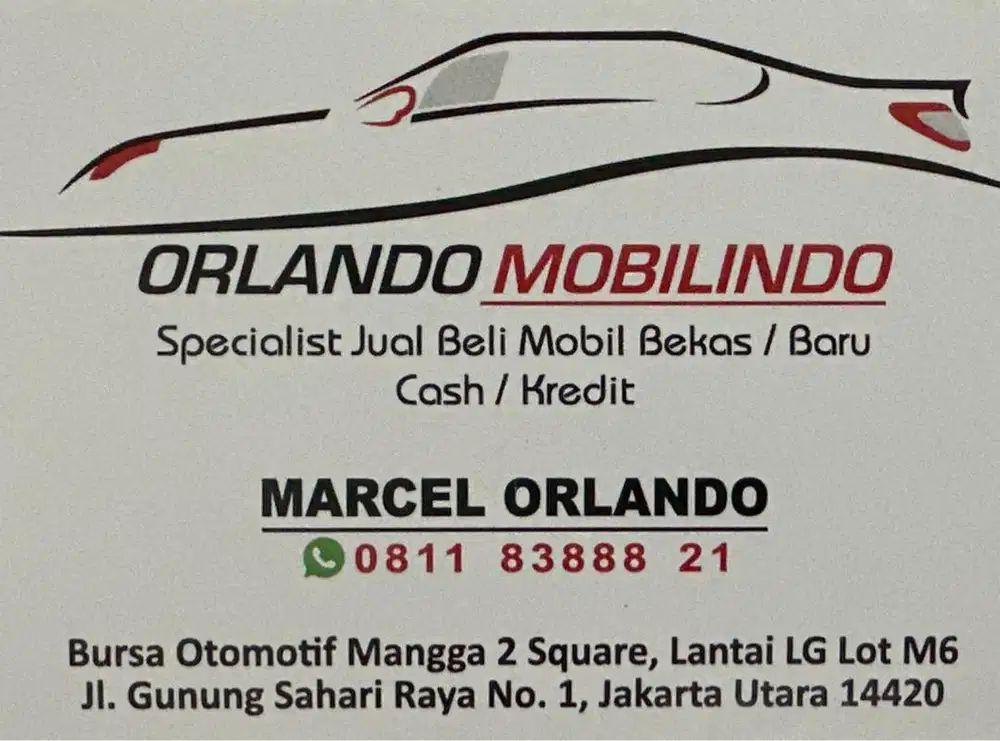 ORLANDO MOBILINDO
Specialist Jual Beli Mobil Bekas / Baru
Cash / Kredit
MARCEL ORLANDO
0811 83888 21
Bursa Otomotif Mangga 2 Square, Lantai LG Lot M6
Jl. Gunung Sahari Raya No. 1, Jakarta Utara 14420